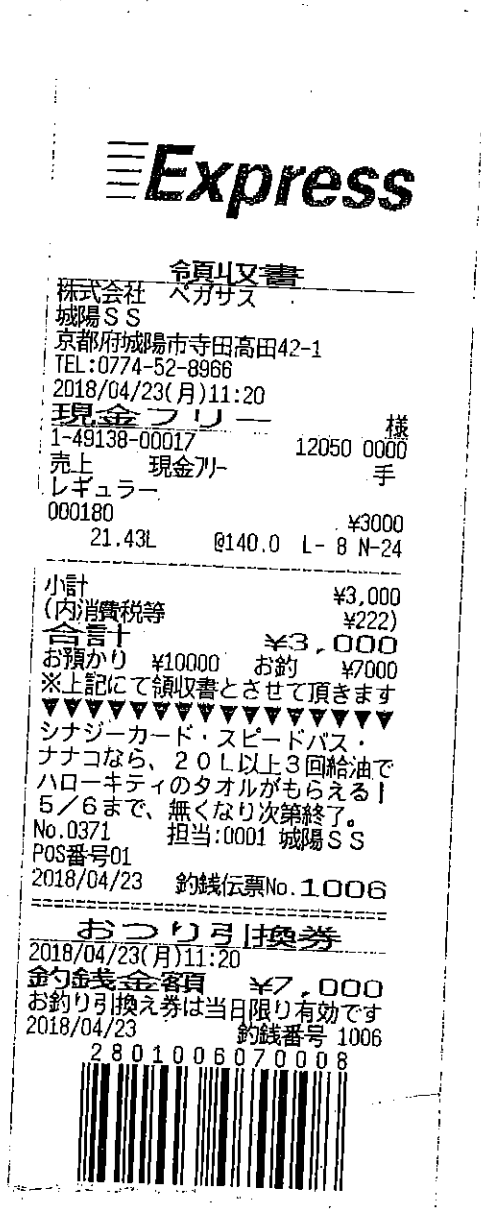 Express
領収書
株式会社 ペガサス
城陽SS
京都府城陽市寺田高田42-1
TEL:0774-52-8966
2018/04/23(月)11:20
現金フリー 様
1-49138-00017 12050 0000
売上 現金フリー 手
レギュラー
000180 ¥3000
21.43L @140.0 L- 8 N-24
小計 ¥3,000
(内消費税等 ¥222)
合計 ¥3,000
お預かり ¥10000 お釣 ¥7000
※上記にて領収書とさせて頂きます
▼▼▼▼▼▼▼▼▼▼▼▼▼▼▼▼▼
シナジーカード・スピードパス・
ナナコなら、20L以上3回給油で
ハローキティのタオルがもらえる!
5/6まで、無くなり次第終了。
No.0371 担当:0001 城陽SS
POS番号01
2018/04/23 釣銭伝票No.1006
おつり引換券
2018/04/23(月)11:20
釣銭金額 ¥7,000
お釣り引換え券は当日限り有効です
2018/04/23 釣銭番号 1006
2801006070008